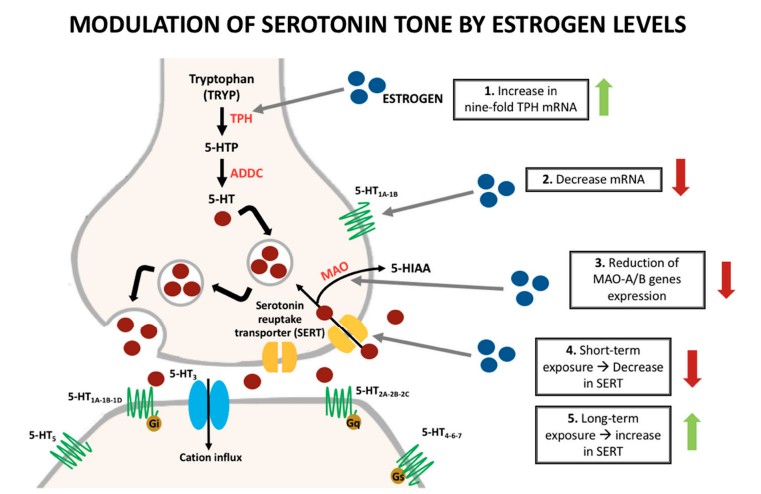 MODULATION OF SEROTONIN TONE BY ESTROGEN LEVELS
Tryptophan
(TRYP)
TPH
5-HTP
ADDC
5-HT
ESTROGEN
1. Increase in
nine-fold TPH mRNA
5-HT1A-1B
2. Decrease mRNA
MAO
5-HIAA
3. Reduction of
MAO-A/B genes
expression
Serotonin
reuptake
transporter (SERT)
4. Short-term
exposure → Decrease
in SERT
5. Long-term
exposure → increase
in SERT
5-HT3
5-HT1A-1B-1D
Gi
5-HT2A-2B-2C
Gq
5-HT5
Cation influx
5-HT4-6-7
Gs